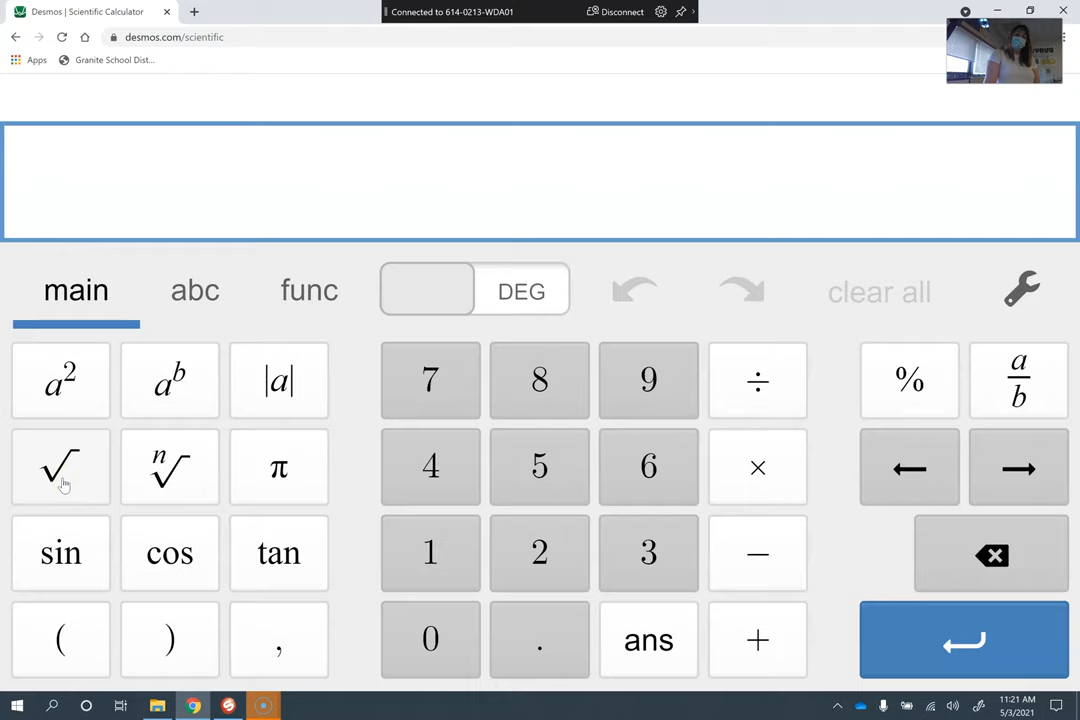 Desmos | Scientific Calculator
Connected to 614-0213-WDA01
Disconnect
desmos.com/scientific
Apps
Granite School Dist...
main
abc
func
DEG
clear all
a²
aᵇ
|a|
7
8
9
÷
%
a
b
√
ⁿ√
π
4
5
6
×
←
→
sin
cos
tan
1
2
3
−
(
)
,
0
.
ans
+
11:21 AM
5/3/2021